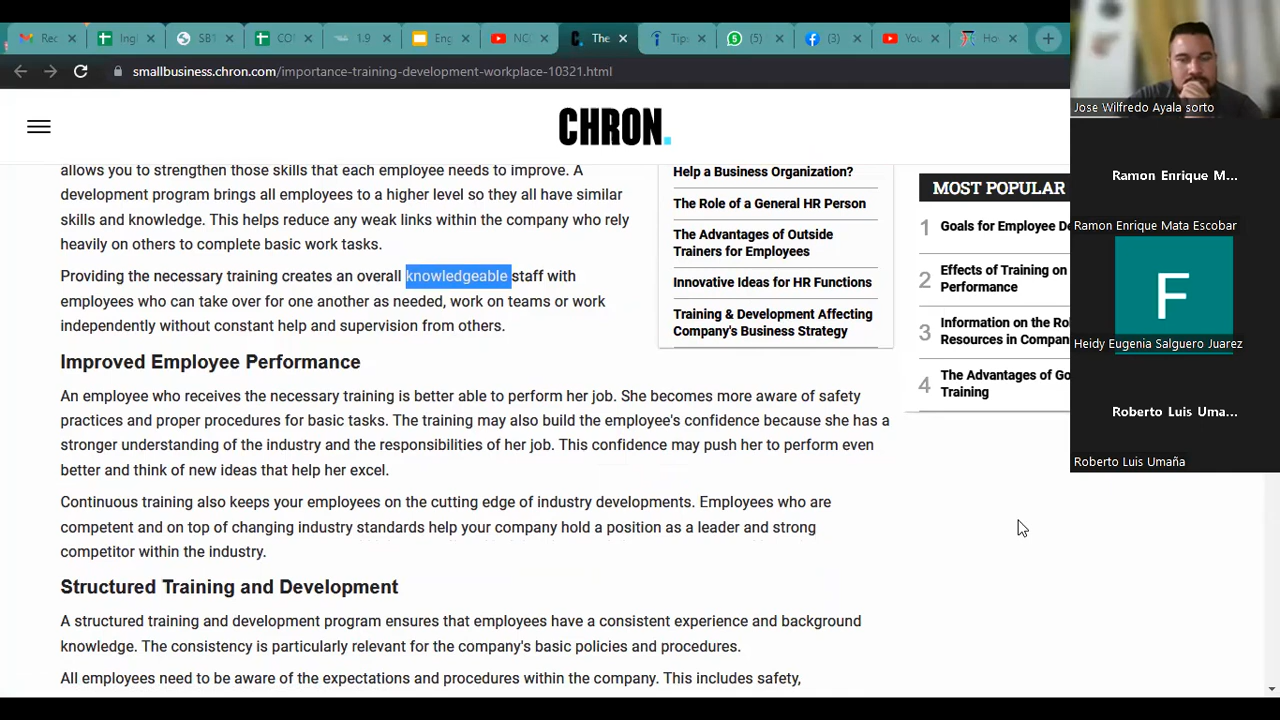 Rec
Ingl
SB1
CO1
1.9
Eng
NC
The
Tips
(5)
(3)
You
Ho
smallbusiness.chron.com/importance-training-development-workplace-10321.html
CHRON.
allows you to strengthen those skills that each employee needs to improve. A
development program brings all employees to a higher level so they all have similar
skills and knowledge. This helps reduce any weak links within the company who rely
heavily on others to complete basic work tasks.
Providing the necessary training creates an overall knowledgeable staff with
employees who can take over for one another as needed, work on teams or work
independently without constant help and supervision from others.
Improved Employee Performance
An employee who receives the necessary training is better able to perform her job. She becomes more aware of safety
practices and proper procedures for basic tasks. The training may also build the employee's confidence because she has a
stronger understanding of the industry and the responsibilities of her job. This confidence may push her to perform even
better and think of new ideas that help her excel.
Continuous training also keeps your employees on the cutting edge of industry developments. Employees who are
competent and on top of changing industry standards help your company hold a position as a leader and strong
competitor within the industry.
Structured Training and Development
A structured training and development program ensures that employees have a consistent experience and background
knowledge. The consistency is particularly relevant for the company's basic policies and procedures.
All employees need to be aware of the expectations and procedures within the company. This includes safety,
Help a Business Organization?
The Role of a General HR Person
The Advantages of Outside
Trainers for Employees
Innovative Ideas for HR Functions
Training & Development Affecting
Company's Business Strategy
MOST POPULAR
1 Goals for Employee De
2 Effects of Training on
Performance
3 Information on the Rol
Resources in Compan
4 The Advantages of Go
Training
Jose Wilfredo Ayala sorto
Ramon Enrique M...
Ramon Enrique Mata Escobar
F
Heidy Eugenia Salguero Juarez
Roberto Luis Uma...
Roberto Luis Umaña